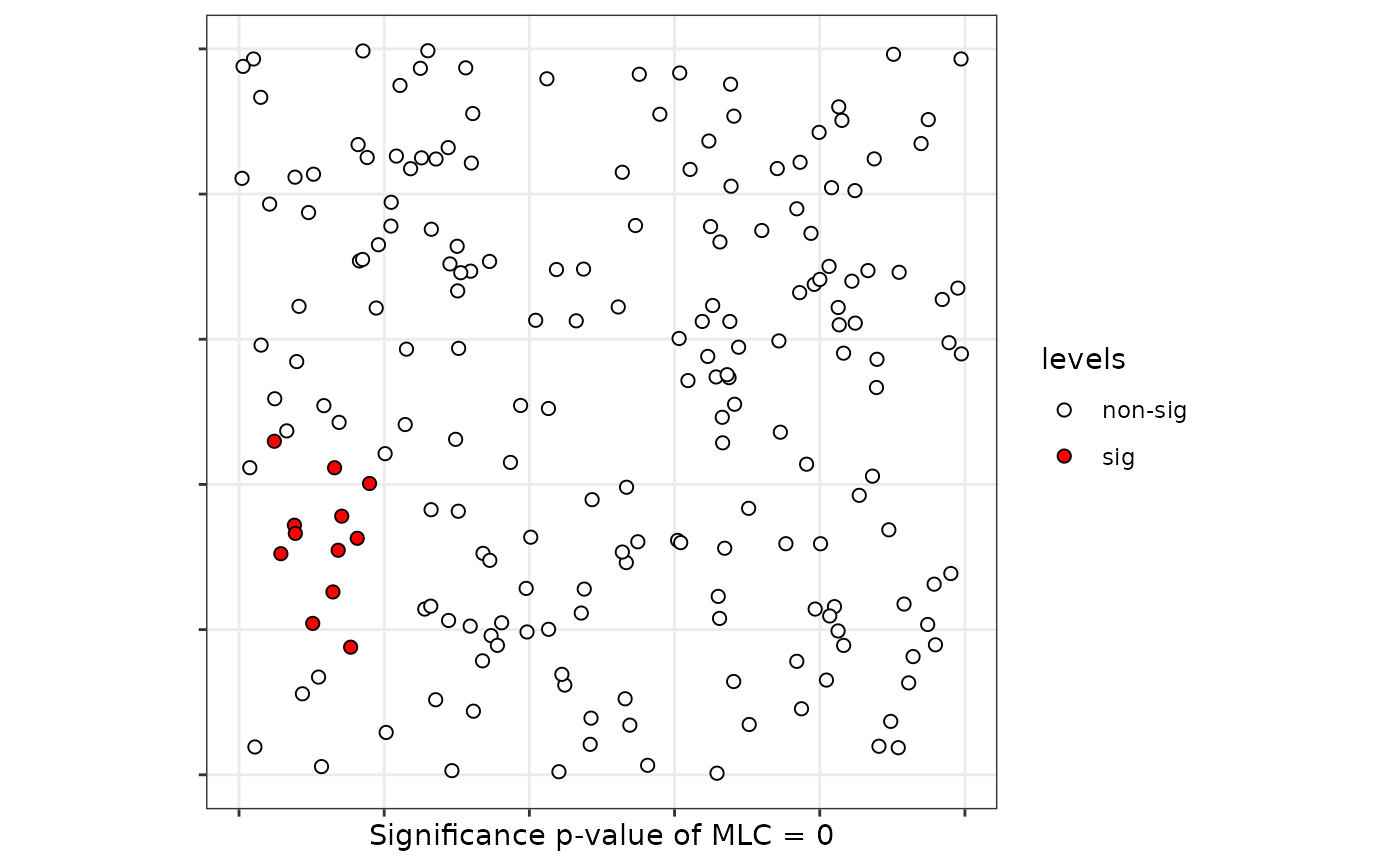 levels
non-sig
sig
Significance p-value of MLC = 0